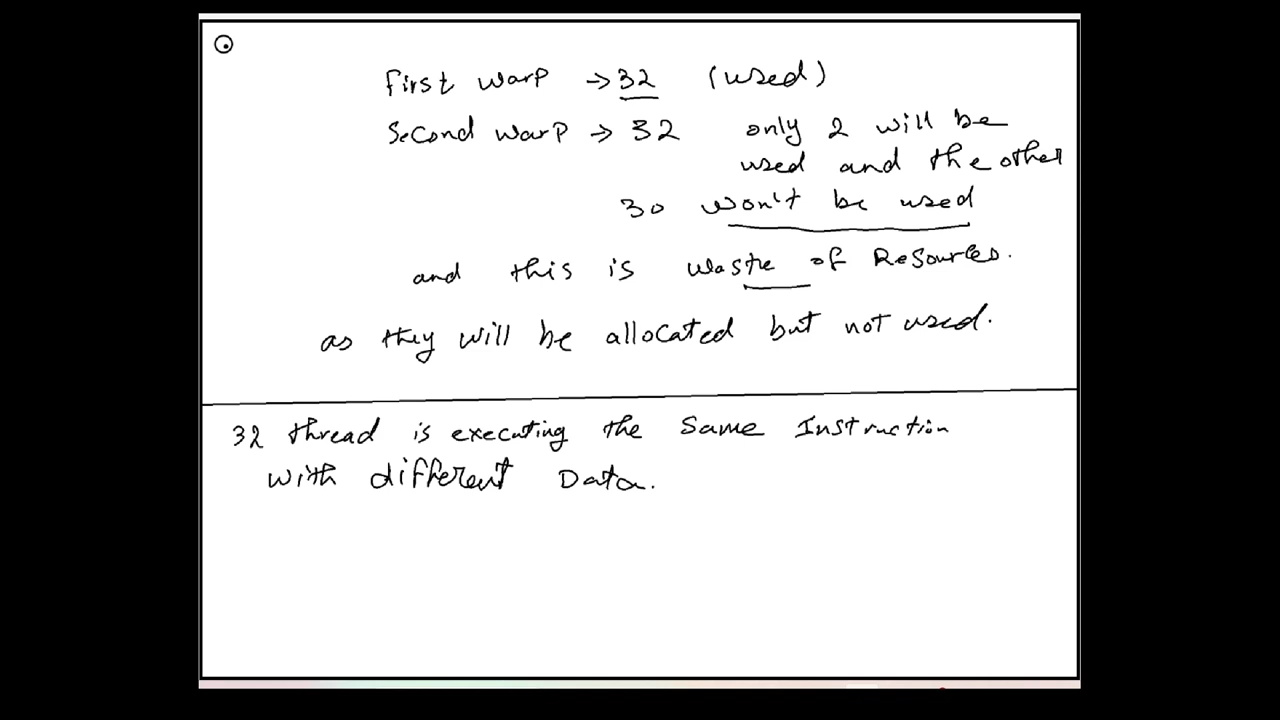 First warp → 32 (used)
Second warp → 32 only 2 will be
used and the other
30 won't be used
and this is waste of Resources.
as they will be allocated but not used.
32 thread is executing the same Instruction
with different Data.